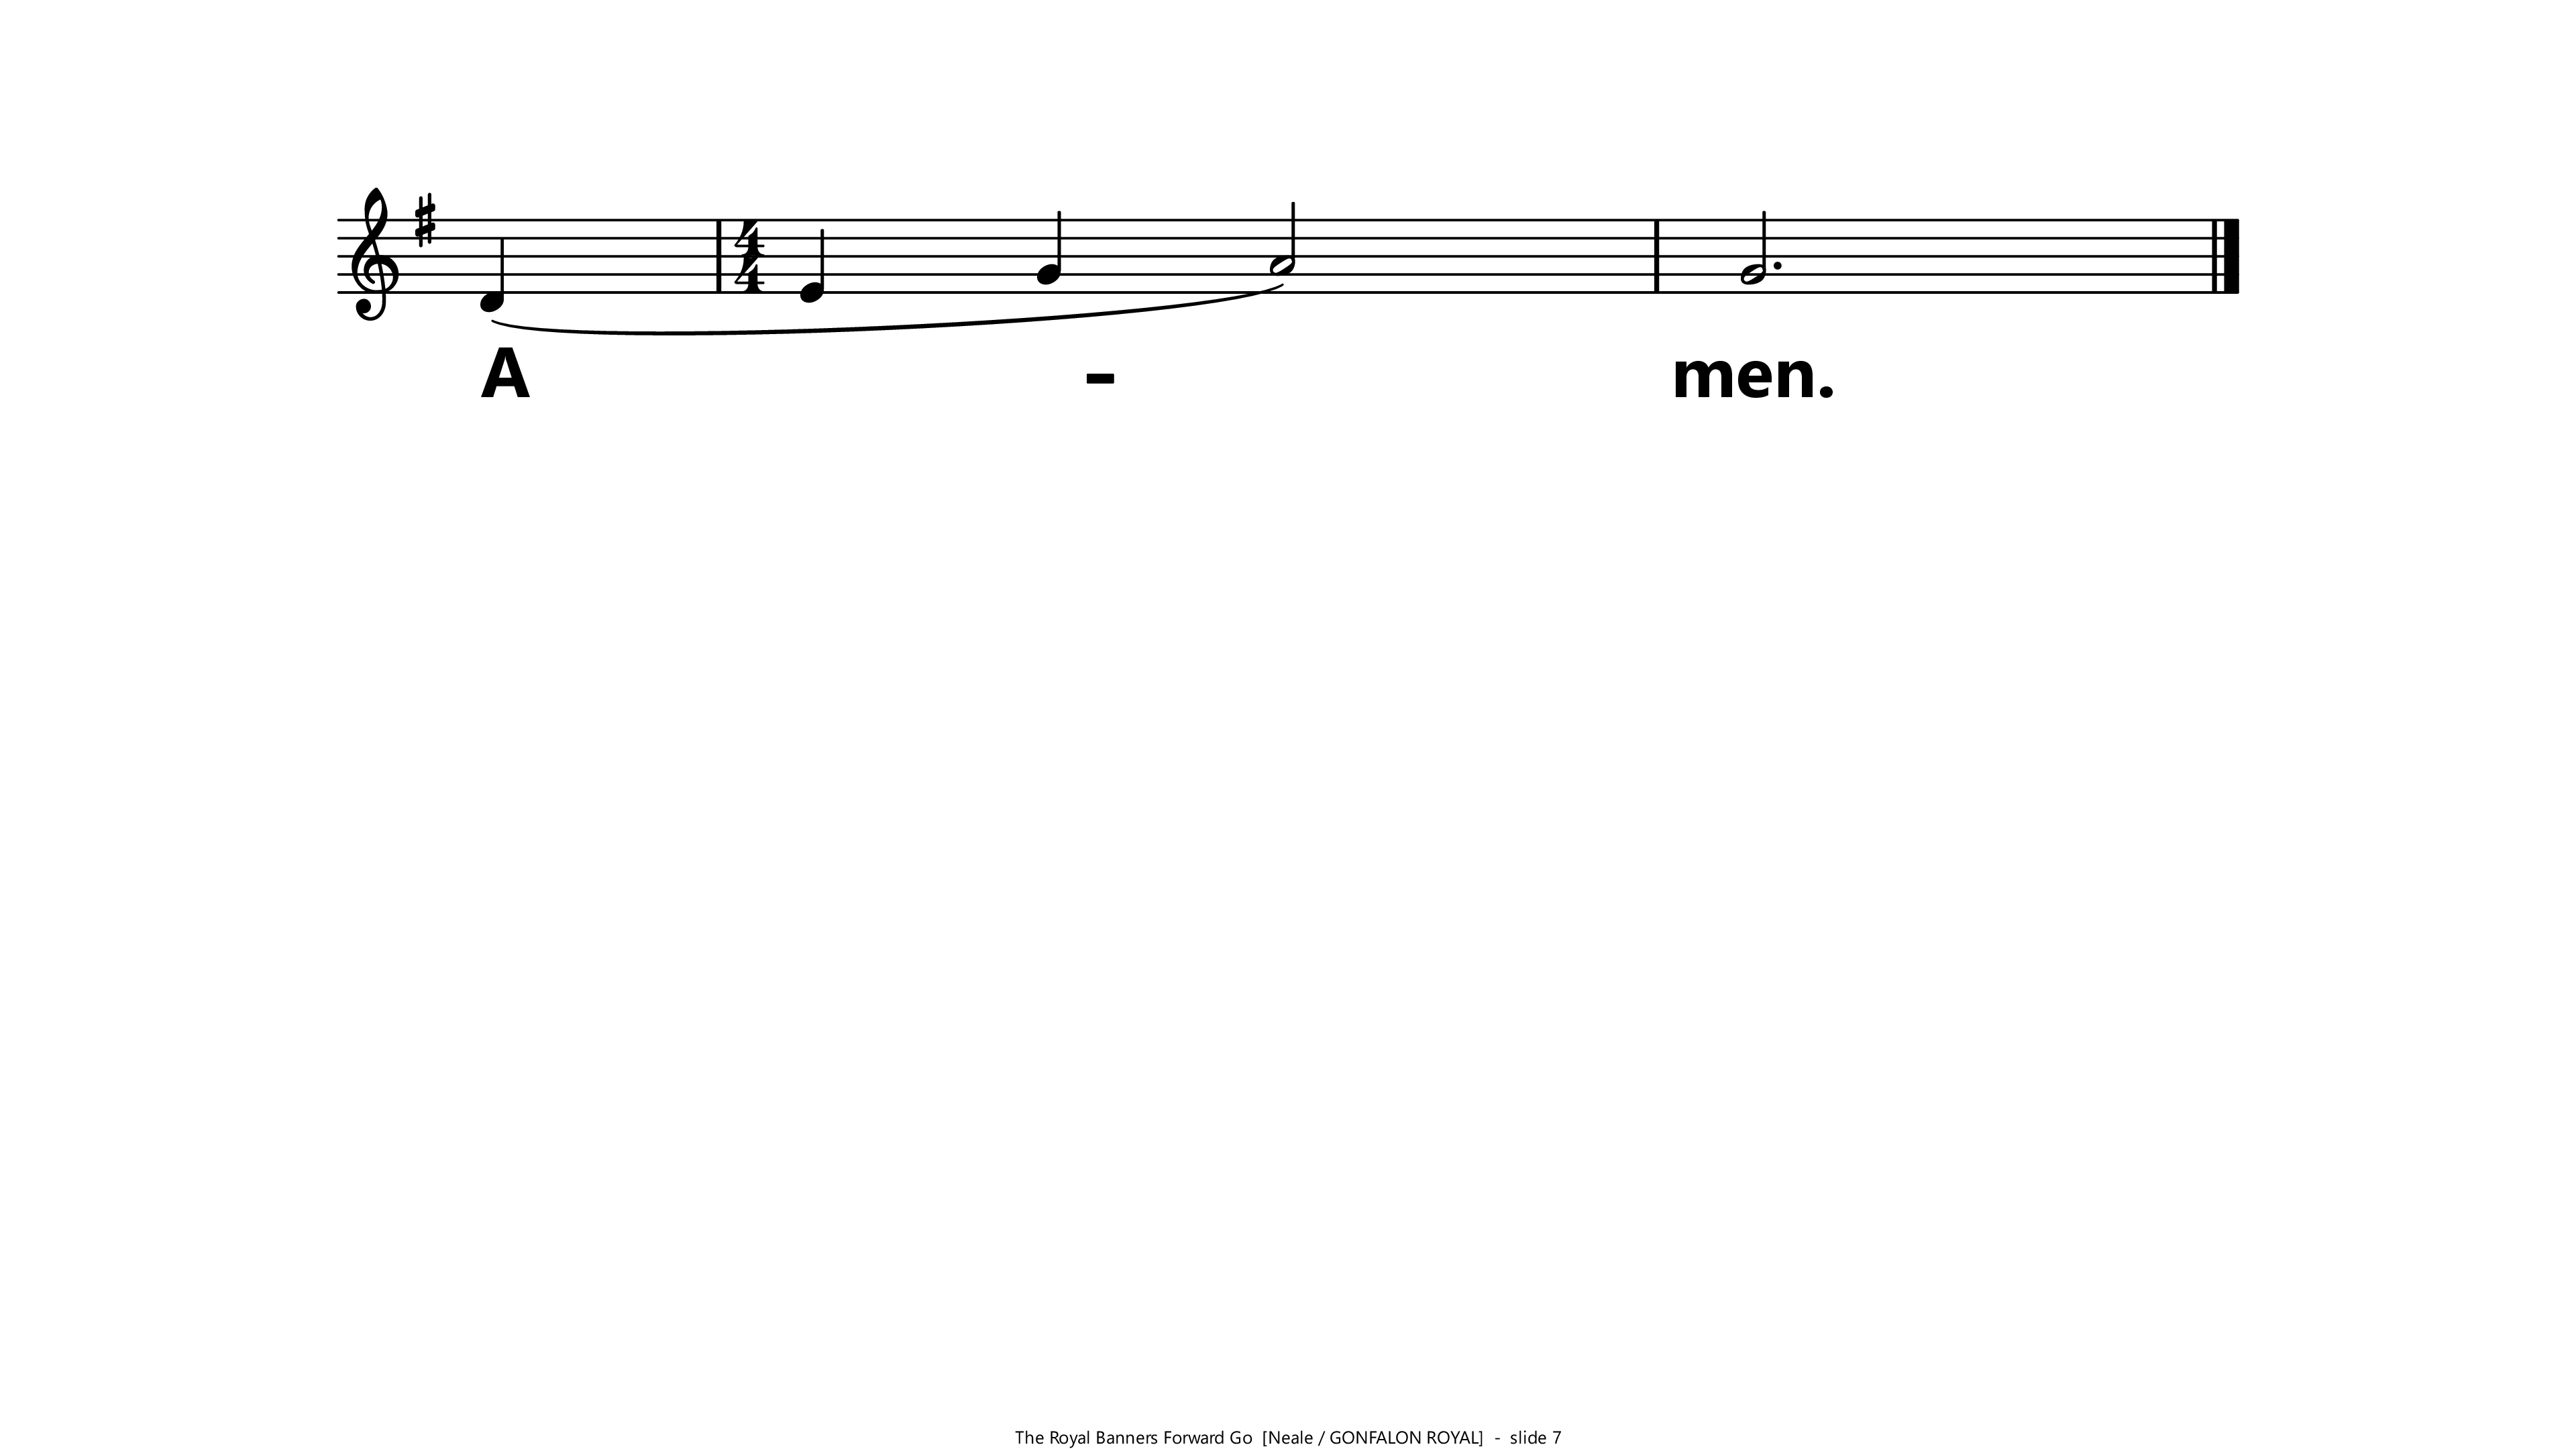 A - men.
The Royal Banners Forward Go [Neale / GONFALON ROYAL] - slide 7